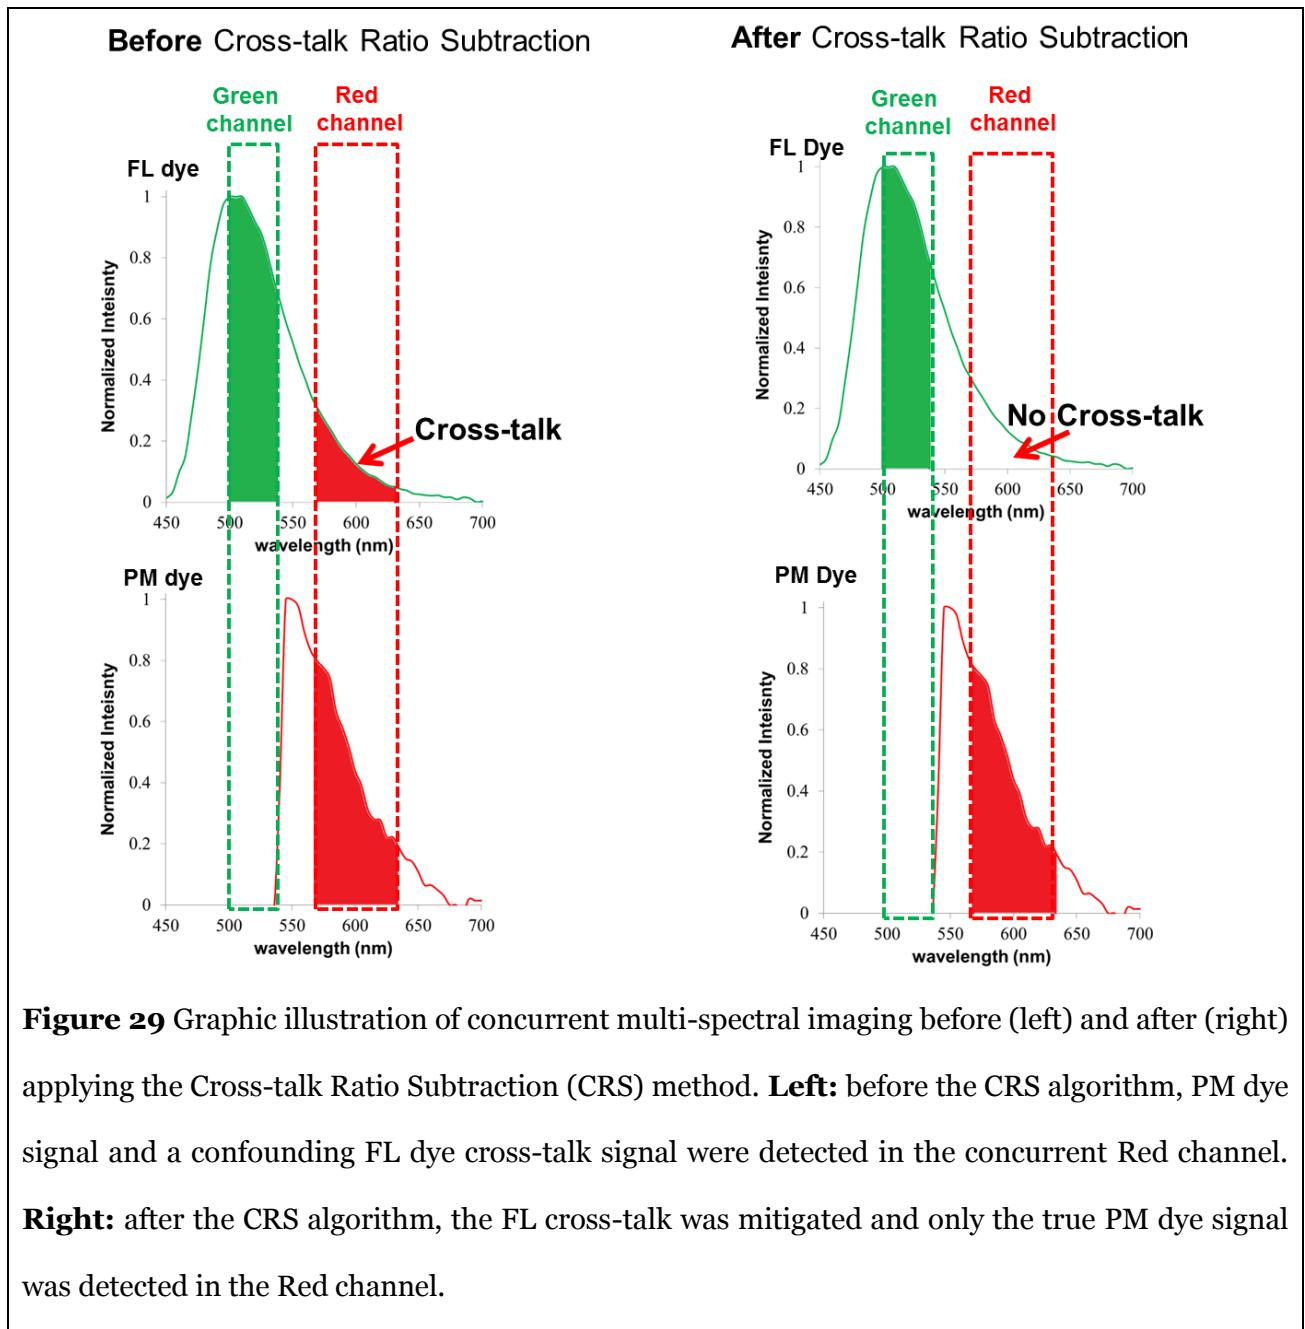 Before Cross-talk Ratio Subtraction
After Cross-talk Ratio Subtraction
Green
channel
Red
channel
FL dye
1
0.8
0.6
0.4
0.2
0
Normalized Inteisnty
Cross-talk
450 500 550 600 650 700
wavelength (nm)
PM dye
1
0.8
0.6
0.4
0.2
0
Normalized Inteisnty
450 500 550 600 650 700
wavelength (nm)
Green
channel
Red
channel
FL Dye
1
0.8
0.6
0.4
0.2
0
Normalized Inteisnty
No Cross-talk
450 500 550 600 650 700
wavelength (nm)
PM Dye
1
0.8
0.6
0.4
0.2
0
Normalized Inteisnty
450 500 550 600 650 700
wavelength (nm)
Figure 29 Graphic illustration of concurrent multi-spectral imaging before (left) and after (right)
applying the Cross-talk Ratio Subtraction (CRS) method. Left: before the CRS algorithm, PM dye
signal and a confounding FL dye cross-talk signal were detected in the concurrent Red channel.
Right: after the CRS algorithm, the FL cross-talk was mitigated and only the true PM dye signal
was detected in the Red channel.